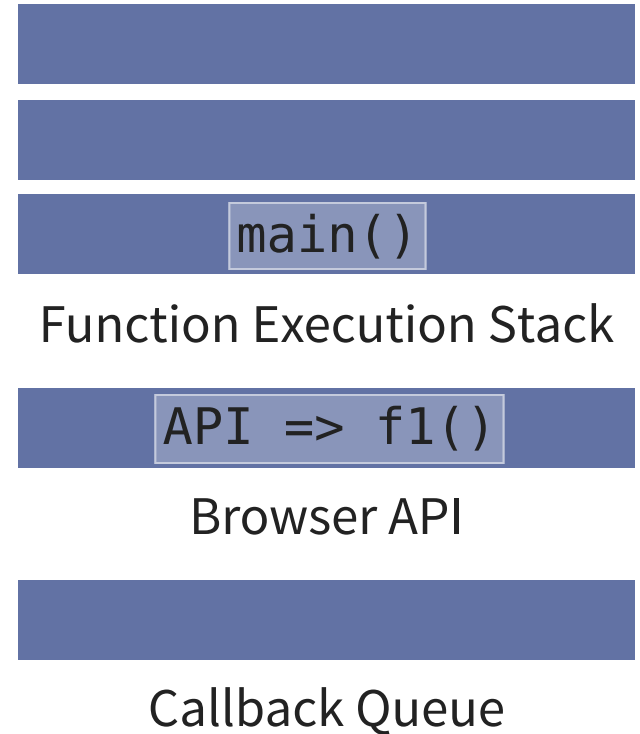 main()
Function Execution Stack
API => f1()
Browser API
Callback Queue